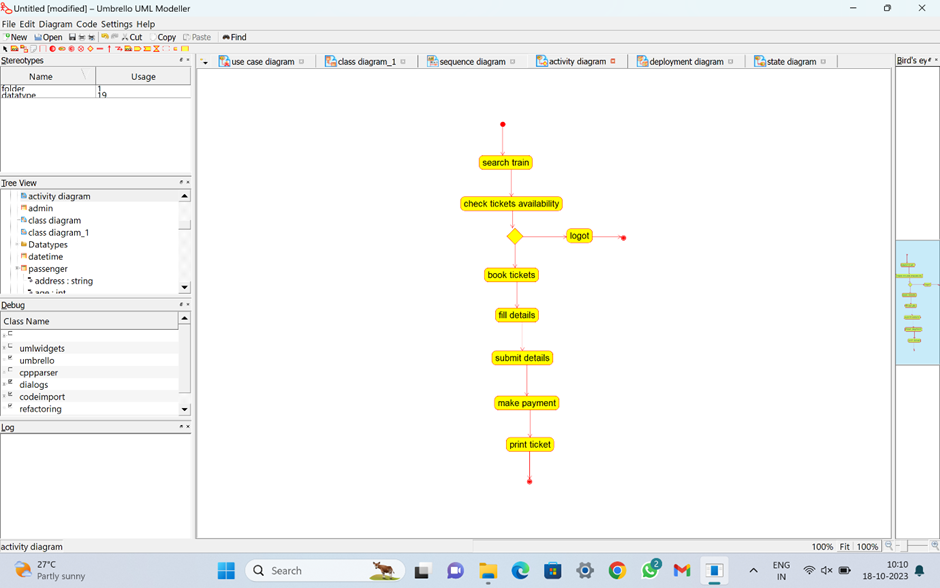 Untitled [modified] – Umbrello UML Modeller
File Edit Diagram Code Settings Help
New Open Cut Copy Paste Find
Stereotypes
Name Usage
folder 1
datatype 19
Tree View
activity diagram
admin
class diagram
class diagram_1
Datatypes
datetime
passenger
address : string
age : int
Debug
Class Name
umlwidgets
umbrello
cppparser
dialogs
codeimport
refactoring
Log
use case diagram class diagram_1 sequence diagram activity diagram deployment diagram state diagram
Bird's ey
search train
check tickets availability
logot
book tickets
fill details
submit details
make payment
print ticket
activity diagram
100% Fit 100%
27°C
Partly sunny
Search
2
ENG
IN
10:10
18-10-2023